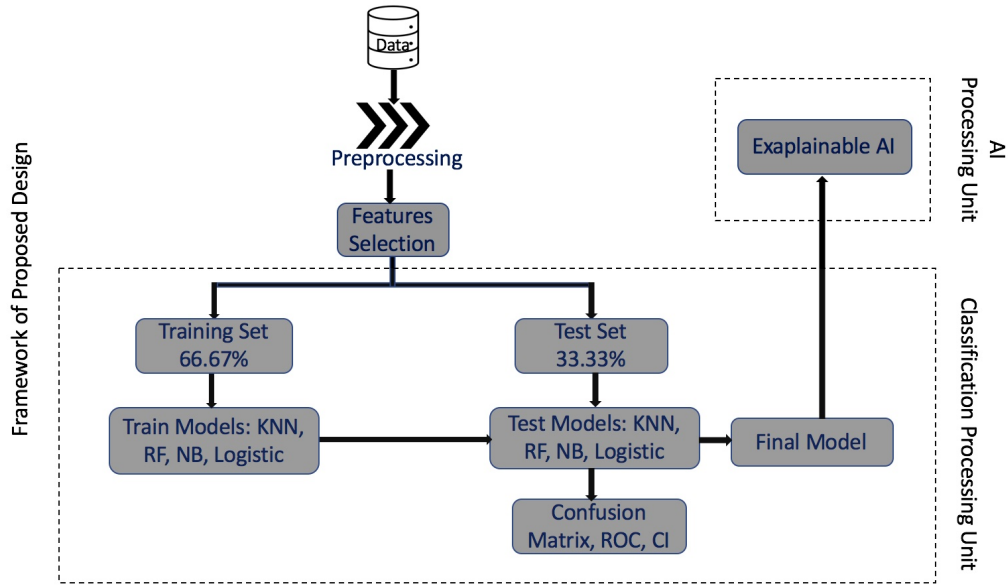 Data
Preprocessing
Features
Selection
Framework of Proposed Design
Training Set
66.67%
Test Set
33.33%
Train Models: KNN,
RF, NB, Logistic
Test Models: KNN,
RF, NB, Logistic
Final Model
Confusion
Matrix, ROC, CI
Exaplainable AI
AI
Processing Unit
Classification Processing Unit